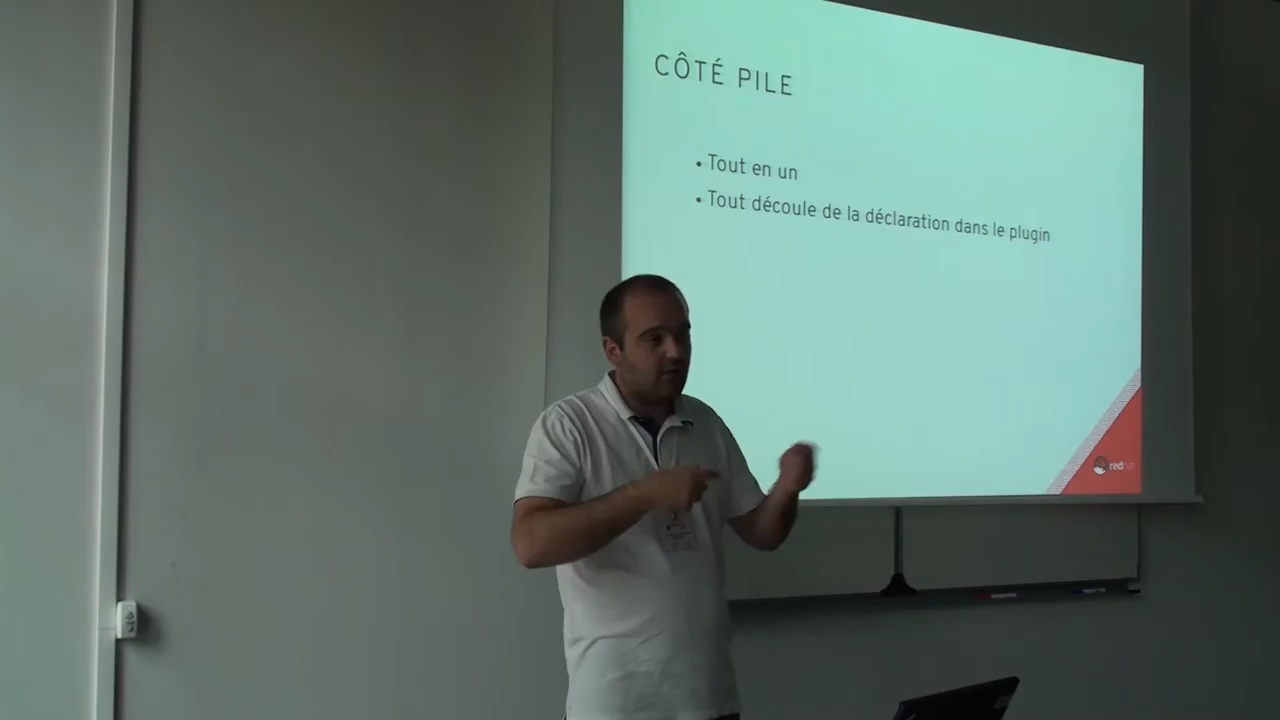 CÔTÉ PILE
• Tout en un
• Tout découle de la déclaration dans le plugin
redhat